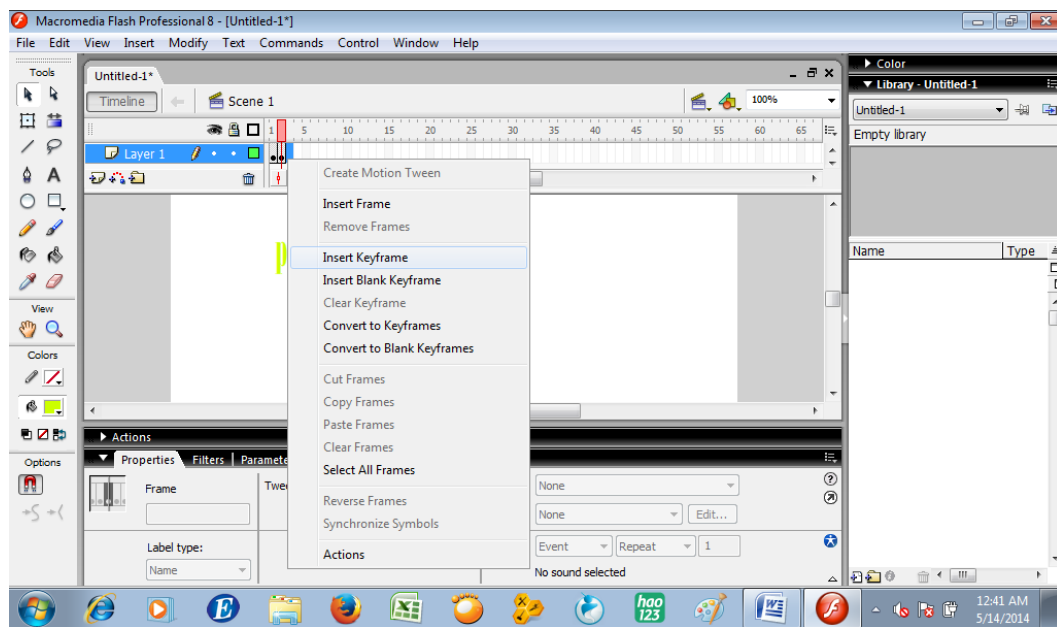 Macromedia Flash Professional 8 - [Untitled-1*]
File Edit View Insert Modify Text Commands Control Window Help
Tools
View
Colors
Options
Untitled-1*
Timeline Scene 1 100%
1 5 10 15 20 25 30 35 40 45 50 55 60 65
Layer 1
Create Motion Tween
Insert Frame
Remove Frames
Insert Keyframe
Insert Blank Keyframe
Clear Keyframe
Convert to Keyframes
Convert to Blank Keyframes
Cut Frames
Copy Frames
Paste Frames
Clear Frames
Select All Frames
Reverse Frames
Synchronize Symbols
Actions
Actions
Properties Filters Paramete
Frame Twee
None
None Edit...
Label type:
Name
Event Repeat 1
No sound selected
Color
Library - Untitled-1
Untitled-1
Empty library
Name Type
hao
123
12:41 AM
5/14/2014